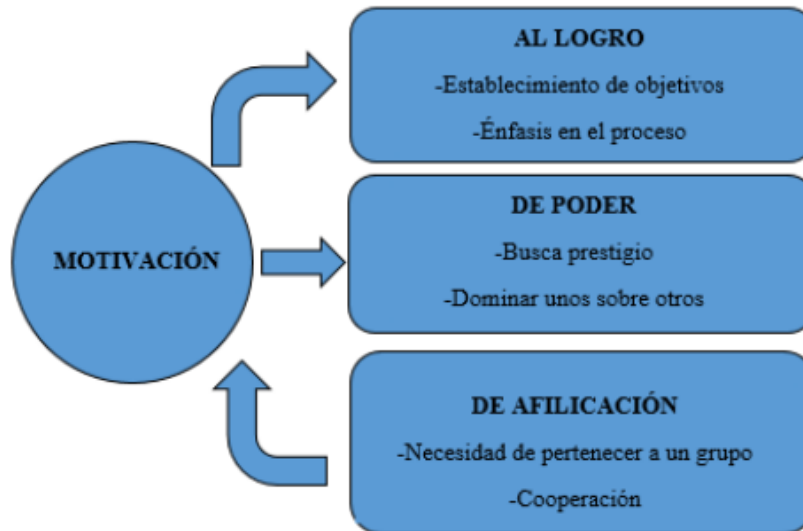 AL LOGRO
-Establecimiento de objetivos
-Énfasis en el proceso
MOTIVACIÓN
DE PODER
-Busca prestigio
-Dominar unos sobre otros
DE AFILICACIÓN
-Necesidad de pertenecer a un grupo
-Cooperación